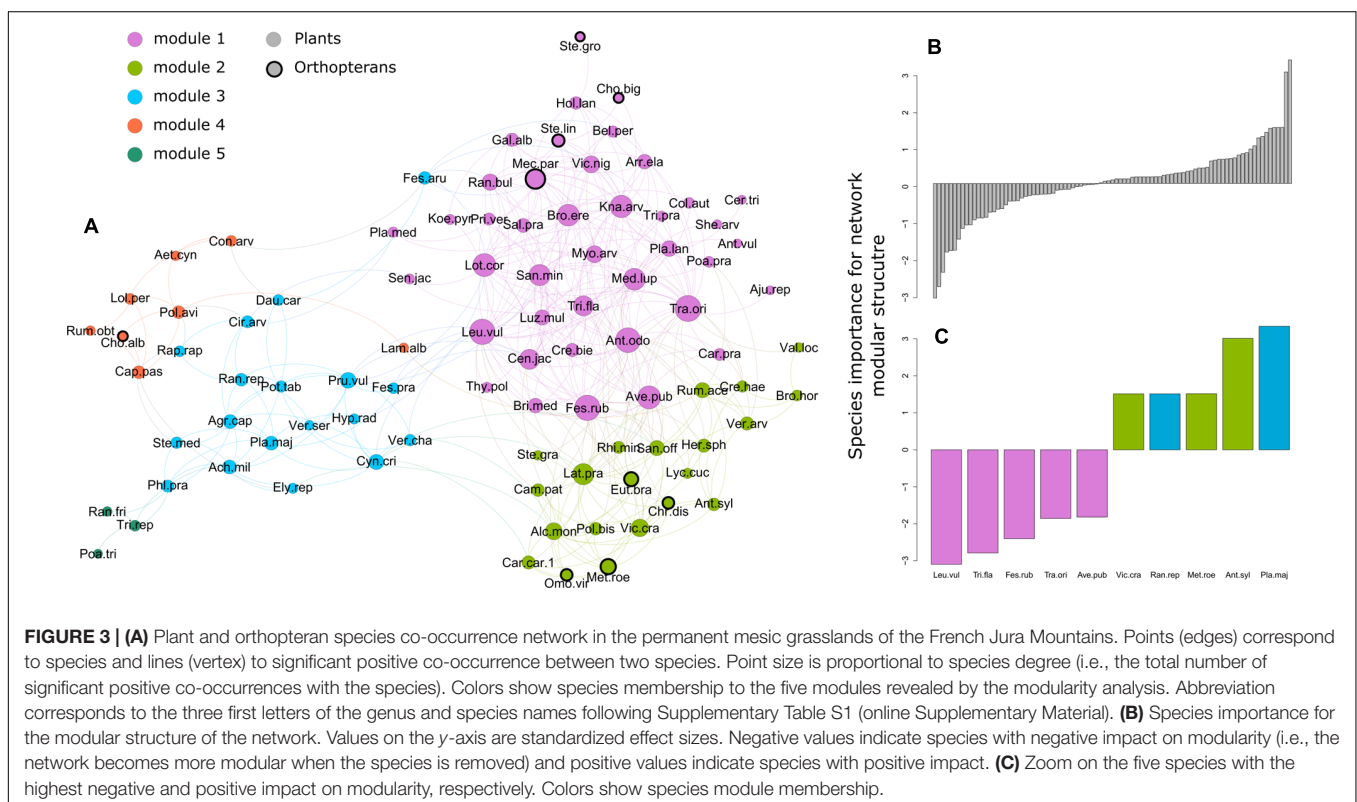 module 1
module 2
module 3
module 4
module 5
Plants
Orthopterans
A
Ste.gro
Cho.big
Hol.lan
Ste.lin
Bel.per
Gal.alb
Mec.par
Vic.nig
Arr.ela
Fes.aru
Ran.bul
Kna.arv
Col.aut
Cer.tri
Koe.pyr
Pri.ver
Bro.ere
Tri.pra
Sal.pra
She.arv
Pla.med
Con.arv
Aet.cyn
Myo.arv
Pla.lan
Ant.vul
Poa.pra
Lot.cor
San.min
Med.lup
Sen.jac
Aju.rep
Lol.per
Dau.car
Pol.avi
Tri.fla
Tra.ori
Cir.arv
Luz.mul
Rum.obt
Cho.alb
Leu.vul
Ant.odo
Rap.rap
Lam.alb
Cre.bie
Val.loc
Cen.jac
Car.pra
Cap.pas
Ran.rep
Pot.tab
Pru.vul
Fes.pra
Thy.pol
Rum.ace
Cre.hae
Bri.med
Ave.pub
Bro.hor
Fes.rub
Agr.cap
Ver.ser
Hyp.rad
Ver.arv
Ste.med
Pla.maj
Ver.cha
Rhi.min
San.off
Her.sph
Ste.gra
Ach.mil
Cyn.cri
Lat.pra
Lyc.cuc
Phl.pra
Ely.rep
Cam.pat
Eut.bra
Chr.dis
Ant.syl
Ran.fri
Tri.rep
Alc.mon
Pol.bis
Vic.cra
Poa.tri
Car.car.1
Omo.vir
Met.roe
B
Species importance for network
modular strucutre
3
2
1
0
-1
-2
-3
C
3
2
1
0
-1
-2
-3
Leu.vul Tri.fla Fes.rub Tra.ori Ave.pub Vic.cra Ran.rep Met.roe Ant.syl Pla.maj
FIGURE 3 | (A) Plant and orthopteran species co-occurrence network in the permanent mesic grasslands of the French Jura Mountains. Points (edges) correspond
to species and lines (vertex) to significant positive co-occurrence between two species. Point size is proportional to species degree (i.e., the total number of
significant positive co-occurrences with the species). Colors show species membership to the five modules revealed by the modularity analysis. Abbreviation
corresponds to the three first letters of the genus and species names following Supplementary Table S1 (online Supplementary Material). (B) Species importance for
the modular structure of the network. Values on the y-axis are standardized effect sizes. Negative values indicate species with negative impact on modularity (i.e., the
network becomes more modular when the species is removed) and positive values indicate species with positive impact. (C) Zoom on the five species with the
highest negative and positive impact on modularity, respectively. Colors show species module membership.